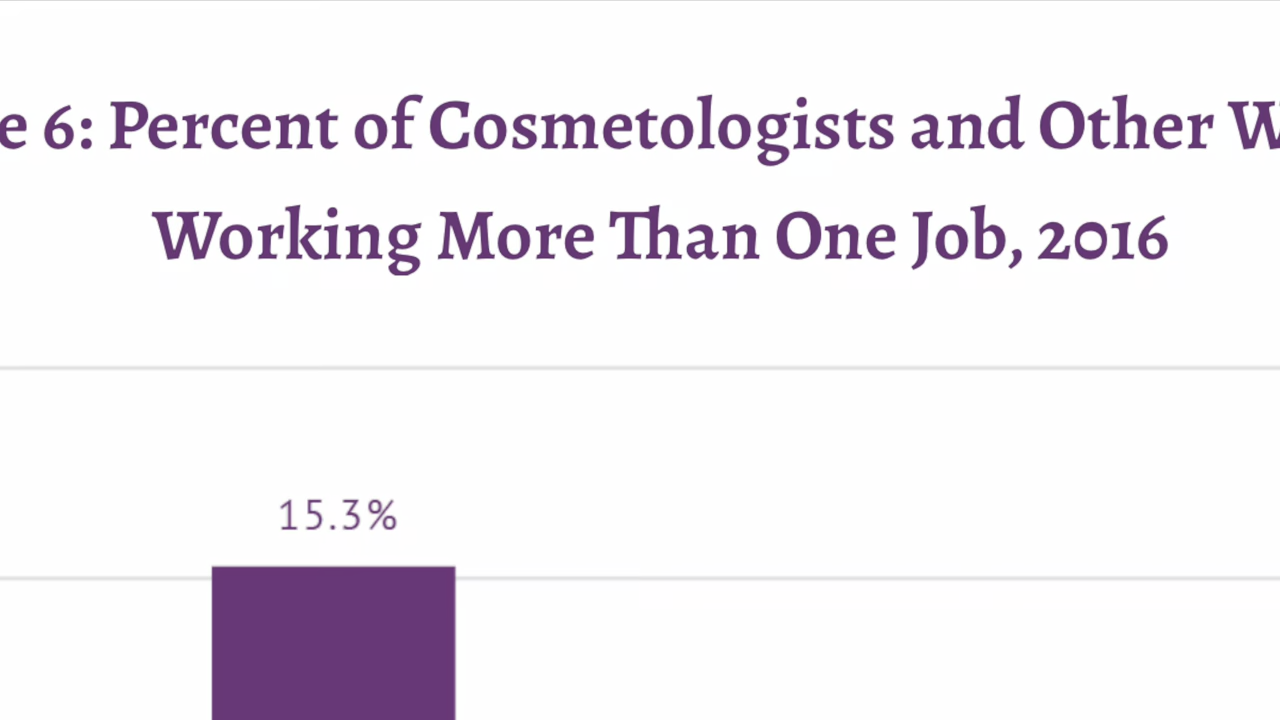 e 6: Percent of Cosmetologists and Other W
Working More Than One Job, 2016
15.3%